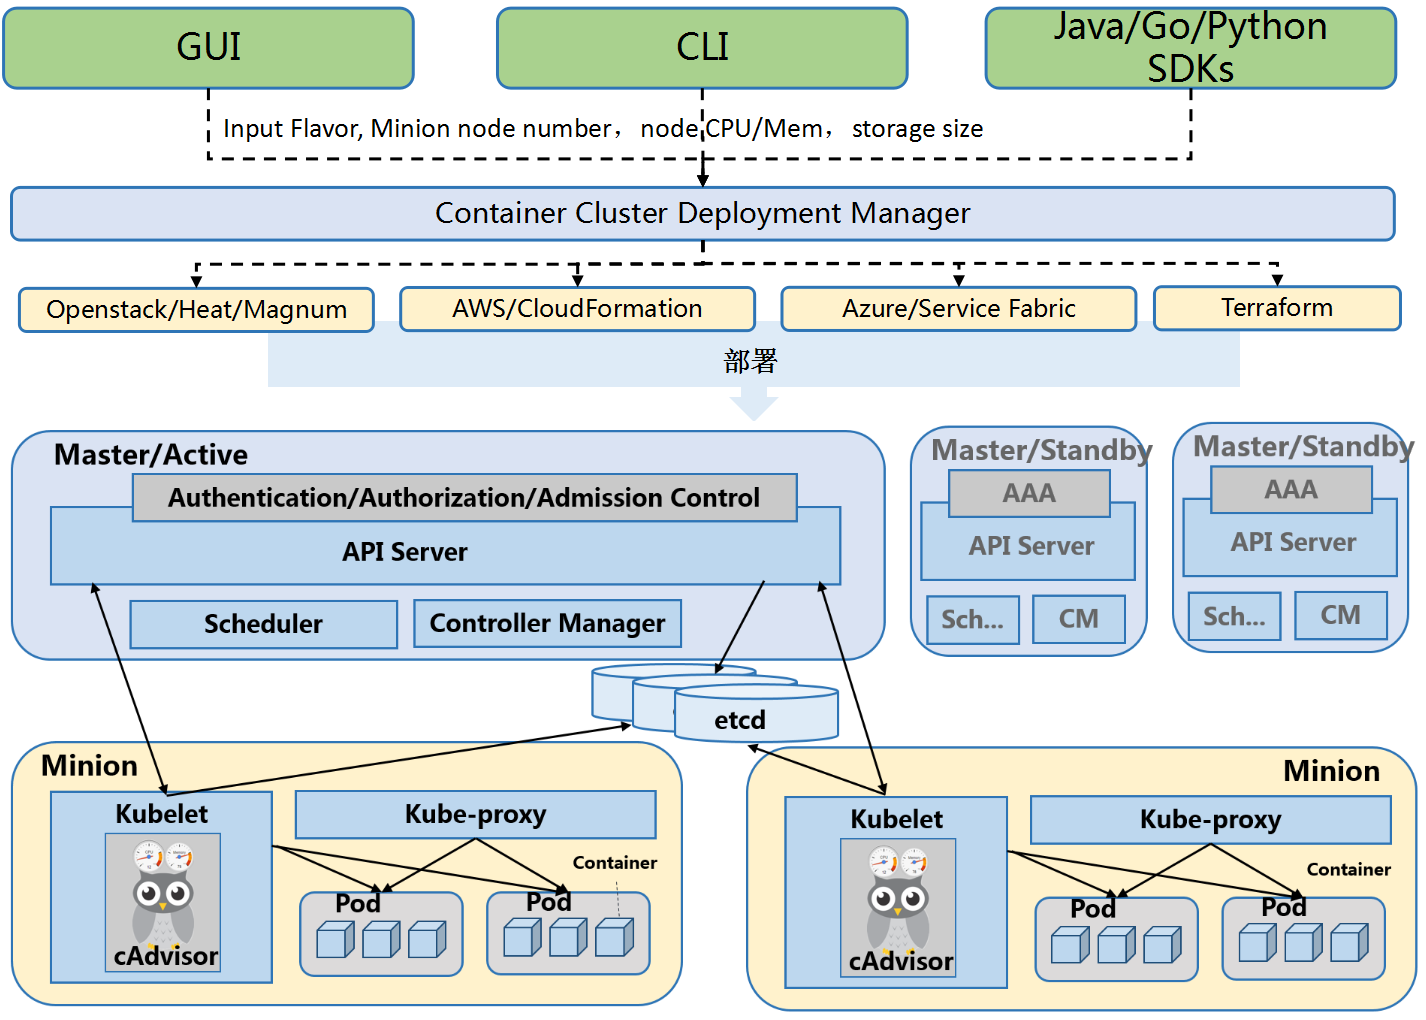 GUI
CLI
Java/Go/Python
SDKs
Input Flavor, Minion node number，node CPU/Mem，storage size
Container Cluster Deployment Manager
Openstack/Heat/Magnum
AWS/CloudFormation
Azure/Service Fabric
Terraform
部署
Master/Active
Authentication/Authorization/Admission Control
API Server
Scheduler
Controller Manager
Master/Standby
AAA
API Server
Sch...
CM
Master/Standby
AAA
API Server
Sch...
CM
etcd
Minion
Kubelet
cAdvisor
Kube-proxy
Container
Pod
Pod
Minion
Kubelet
cAdvisor
Kube-proxy
Container
Pod
Pod